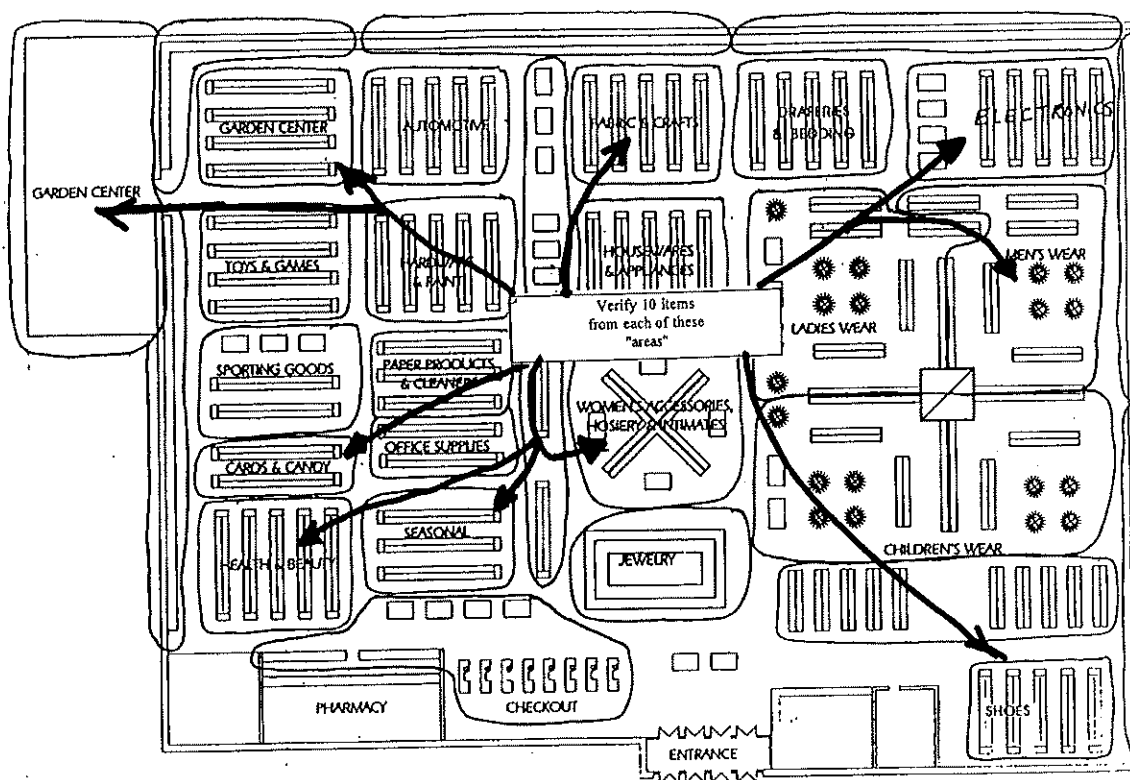 GARDEN CENTER
AUTOMOTIVE
FABRICS CRAFTS
DRAPERIES
& BEDDING
ELECTRONICS
GARDEN CENTER
TOYS & GAMES
HARDWARE
& PAINT
HOUSEWARES
& APPLIANCES
MEN'S WEAR
Verify 10 items
from each of these
"areas"
LADIES WEAR
SPORTING GOODS
PAPER PRODUCTS
& CLEANERS
WOMEN'S ACCESSORIES,
HOSIERY & INTIMATES
OFFICE SUPPLIES
CARDS & CANDY
SEASONAL
HEALTH & BEAUTY
JEWELRY
CHILDREN'S WEAR
PHARMACY
CHECKOUT
SHOES
ENTRANCE